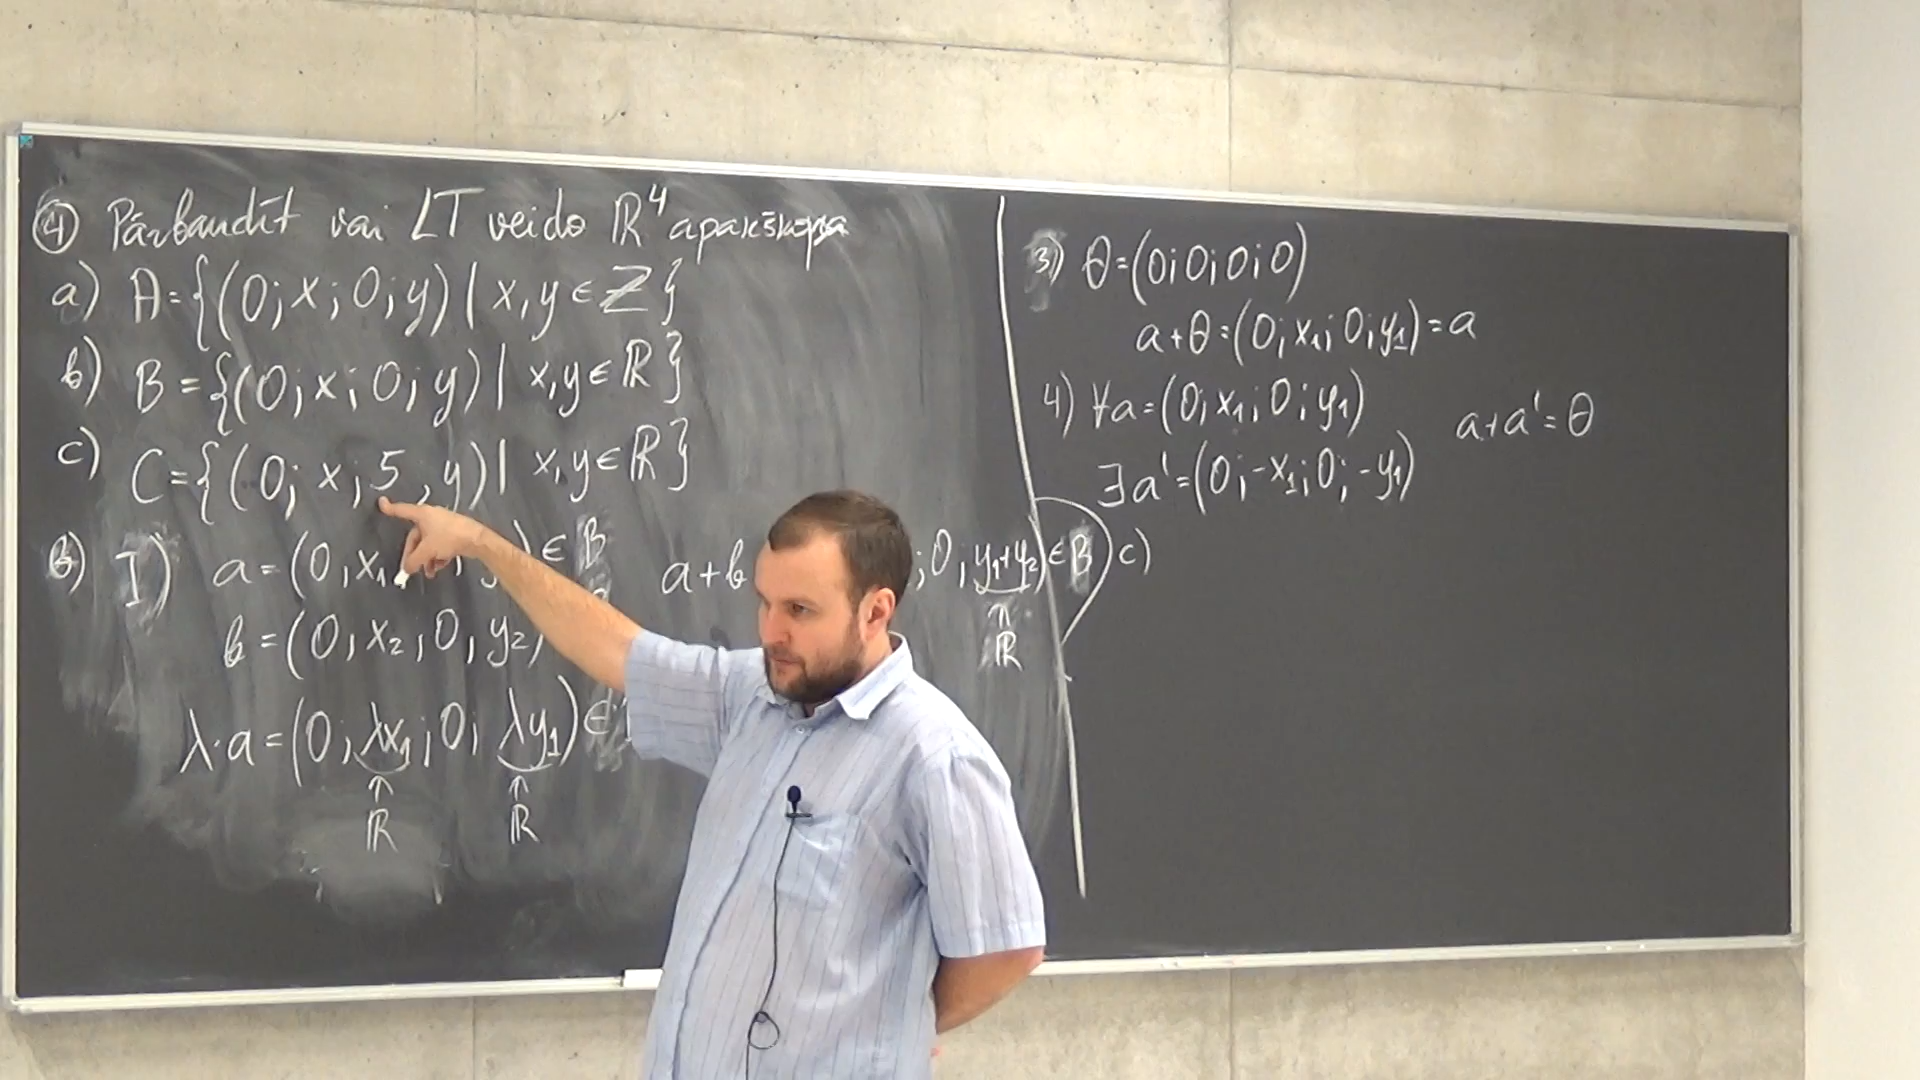 ④ Pārbaudīt vai LT veido ℝ⁴ apakškopa
a) A={(0; x; 0; y) | x, y ∈ ℤ}
b) B={(0; x; 0; y) | x, y ∈ ℝ}
c) C={(0; x; 5; y) | x, y ∈ ℝ}
b) I) a=(0, x₁ ) ∈ B a+b ; 0, y₁+y₂) ∈ B
b=(0, x₂, 0, y₂) ↑
ℝ
λ·a=(0; λx₁; 0; λy₁) ∈
↑ ↑
ℝ ℝ
3) θ=(0; 0; 0; 0)
a+θ=(0; x₁; 0; y₁)=a
4) ∀a=(0; x₁; 0; y₁) a+a'=θ
∃a'=(0; -x₁; 0; -y₁)
c)